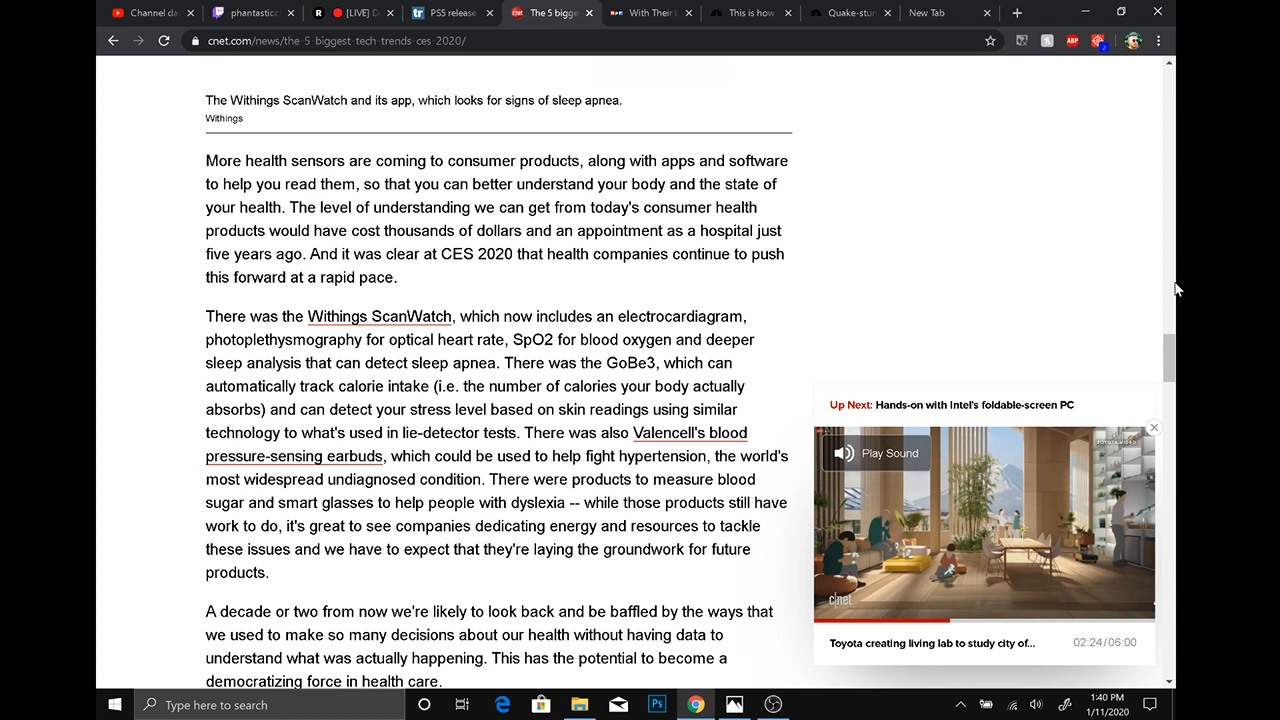 Channel da
phantasticc
[LIVE] D
PS5 release
The 5 bigge
With Their
This is how
Quake-stur
New Tab
cnet.com/news/the-5-biggest-tech-trends-ces-2020/
ABP
The Withings ScanWatch and its app, which looks for signs of sleep apnea.
Withings
More health sensors are coming to consumer products, along with apps and software
to help you read them, so that you can better understand your body and the state of
your health. The level of understanding we can get from today's consumer health
products would have cost thousands of dollars and an appointment as a hospital just
five years ago. And it was clear at CES 2020 that health companies continue to push
this forward at a rapid pace.
There was the Withings ScanWatch, which now includes an electrocardiagram,
photoplethysmography for optical heart rate, SpO2 for blood oxygen and deeper
sleep analysis that can detect sleep apnea. There was the GoBe3, which can
automatically track calorie intake (i.e. the number of calories your body actually
absorbs) and can detect your stress level based on skin readings using similar
technology to what's used in lie-detector tests. There was also Valencell's blood
pressure-sensing earbuds, which could be used to help fight hypertension, the world's
most widespread undiagnosed condition. There were products to measure blood
sugar and smart glasses to help people with dyslexia -- while those products still have
work to do, it's great to see companies dedicating energy and resources to tackle
these issues and we have to expect that they're laying the groundwork for future
products.
A decade or two from now we're likely to look back and be baffled by the ways that
we used to make so many decisions about our health without having data to
understand what was actually happening. This has the potential to become a
democratizing force in health care.
Up Next: Hands-on with Intel's foldable-screen PC
TOYOTA VIDEO
Play Sound
c|net
Toyota creating living lab to study city of...
02:24/06:00
Type here to search
Ps
1:40 PM
1/11/2020